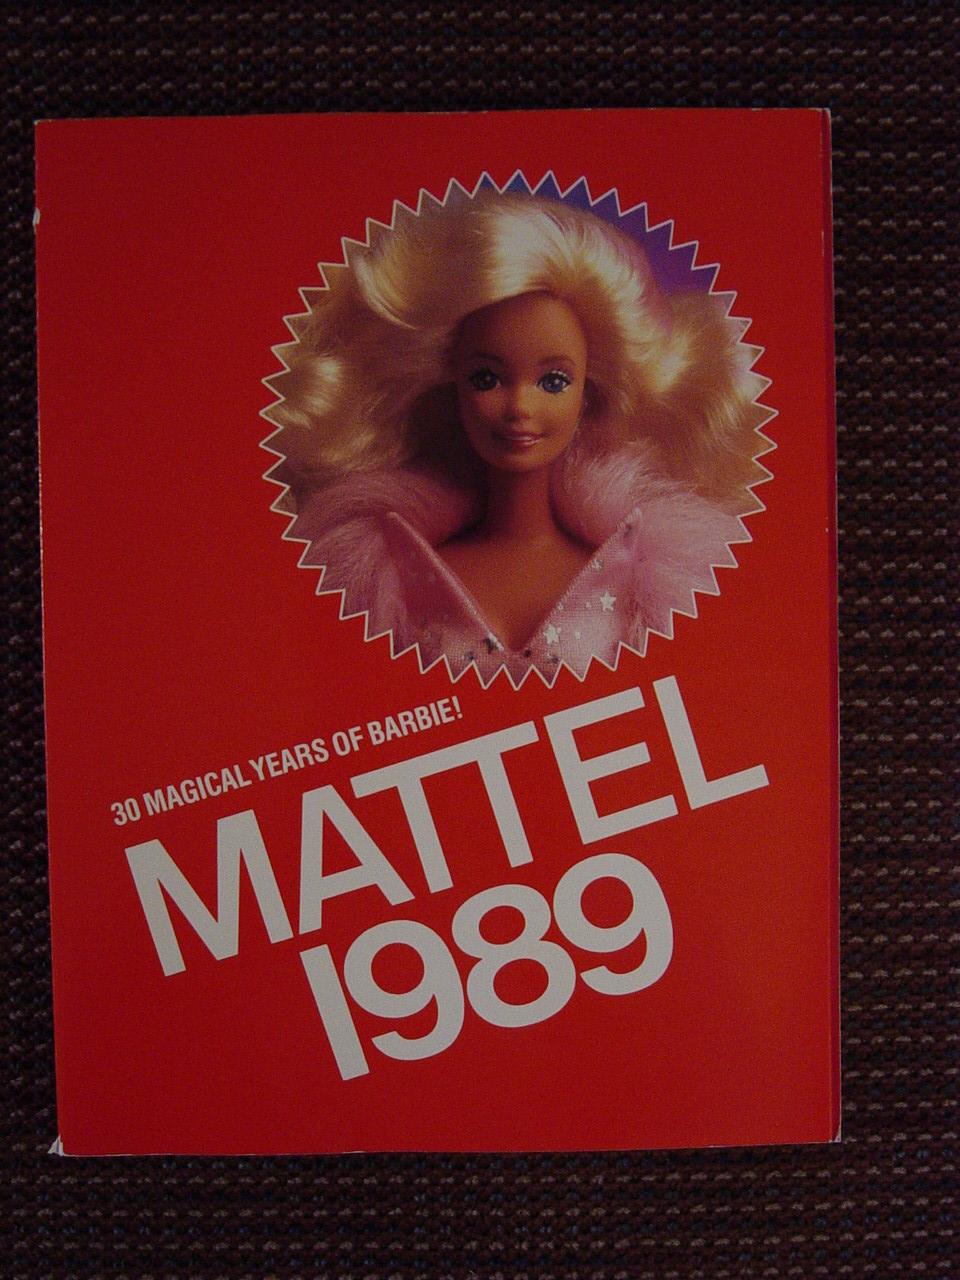 30 MAGICAL YEARS OF BARBIE!
MATTEL
1989